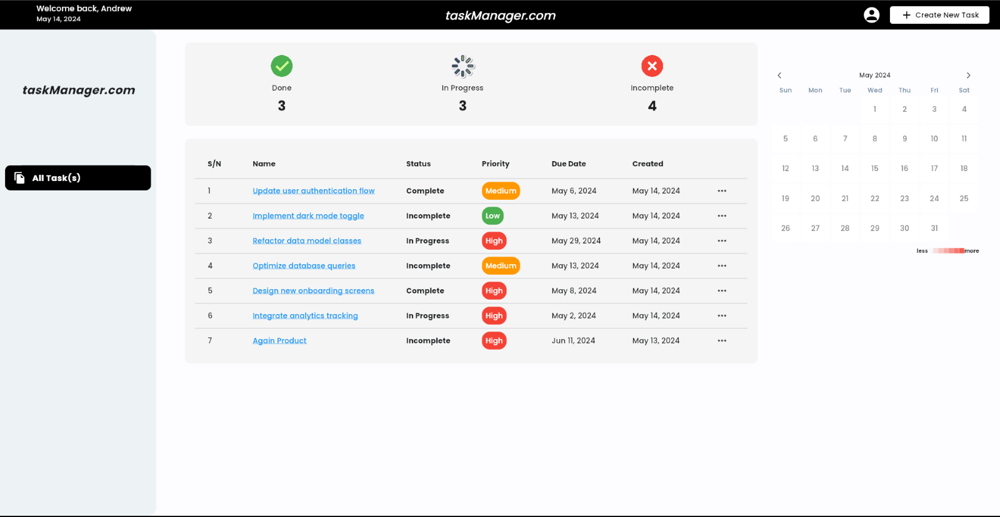 Welcome back, Andrew
May 14, 2024
taskManager.com
Create New Task
taskManager.com
All Task(s)
Done
3
In Progress
3
Incomplete
4
S/N Name Status Priority Due Date Created
1 Update user authentication flow Complete Medium May 6, 2024 May 14, 2024
2 Implement dark mode toggle Incomplete Low May 13, 2024 May 14, 2024
3 Refactor data model classes In Progress High May 29, 2024 May 14, 2024
4 Optimize database queries Incomplete Medium May 13, 2024 May 14, 2024
5 Design new onboarding screens Complete High May 8, 2024 May 14, 2024
6 Integrate analytics tracking In Progress High May 2, 2024 May 14, 2024
7 Again Product Incomplete High Jun 11, 2024 May 13, 2024
May 2024
Sun Mon Tue Wed Thu Fri Sat
1 2 3 4
5 6 7 8 9 10 11
12 13 14 15 16 17 18
19 20 21 22 23 24 25
26 27 28 29 30 31
less more